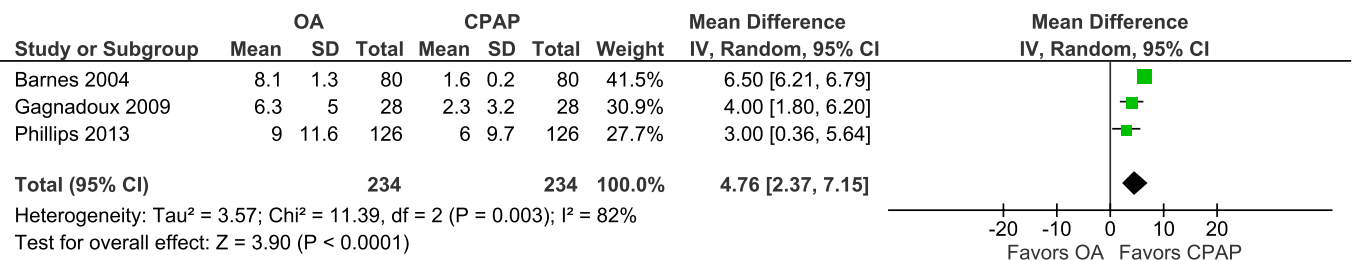 OA CPAP Mean Difference Mean Difference
Study or Subgroup Mean SD Total Mean SD Total Weight IV, Random, 95% CI IV, Random, 95% CI
Barnes 2004 8.1 1.3 80 1.6 0.2 80 41.5% 6.50 [6.21, 6.79]
Gagnadoux 2009 6.3 5 28 2.3 3.2 28 30.9% 4.00 [1.80, 6.20]
Phillips 2013 9 11.6 126 6 9.7 126 27.7% 3.00 [0.36, 5.64]
Total (95% CI) 234 234 100.0% 4.76 [2.37, 7.15]
Heterogeneity: Tau² = 3.57; Chi² = 11.39, df = 2 (P = 0.003); I² = 82%
Test for overall effect: Z = 3.90 (P < 0.0001)
-20 -10 0 10 20
Favors OA Favors CPAP